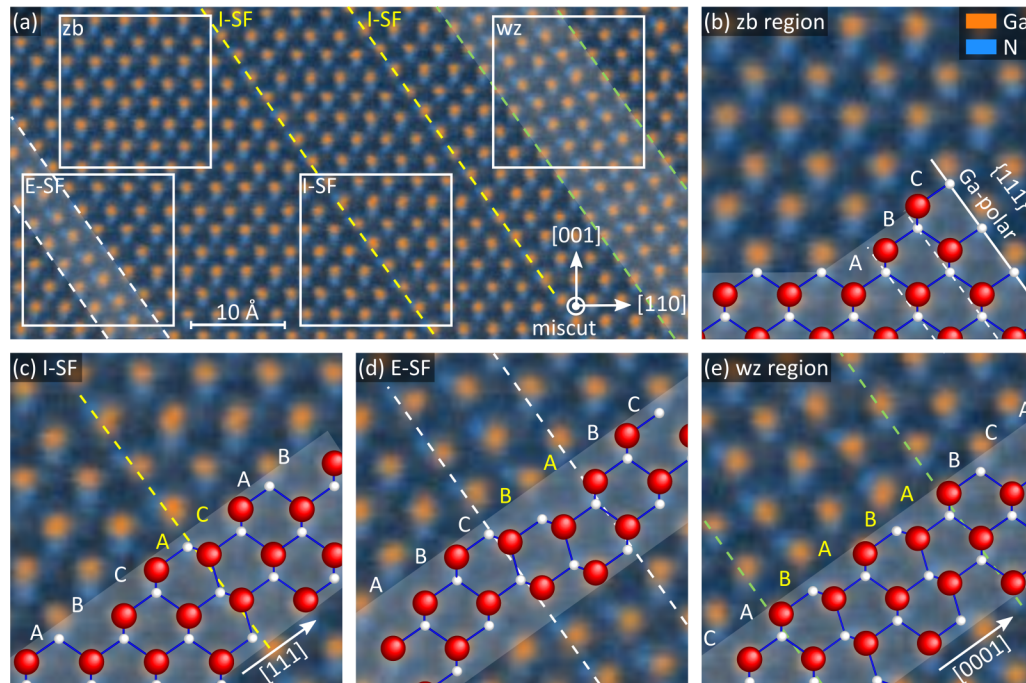 (a)
zb
I-SF
I-SF
wz
E-SF
I-SF
10 Å
[001]
[110]
miscut
(b) zb region
Ga
N
C
B
A
{111}
Ga-polar
(c) I-SF
B
A
C
A
C
B
A
[111]
(d) E-SF
C
B
A
B
C
B
A
(e) wz region
A
C
B
A
B
A
B
A
C
[0001]